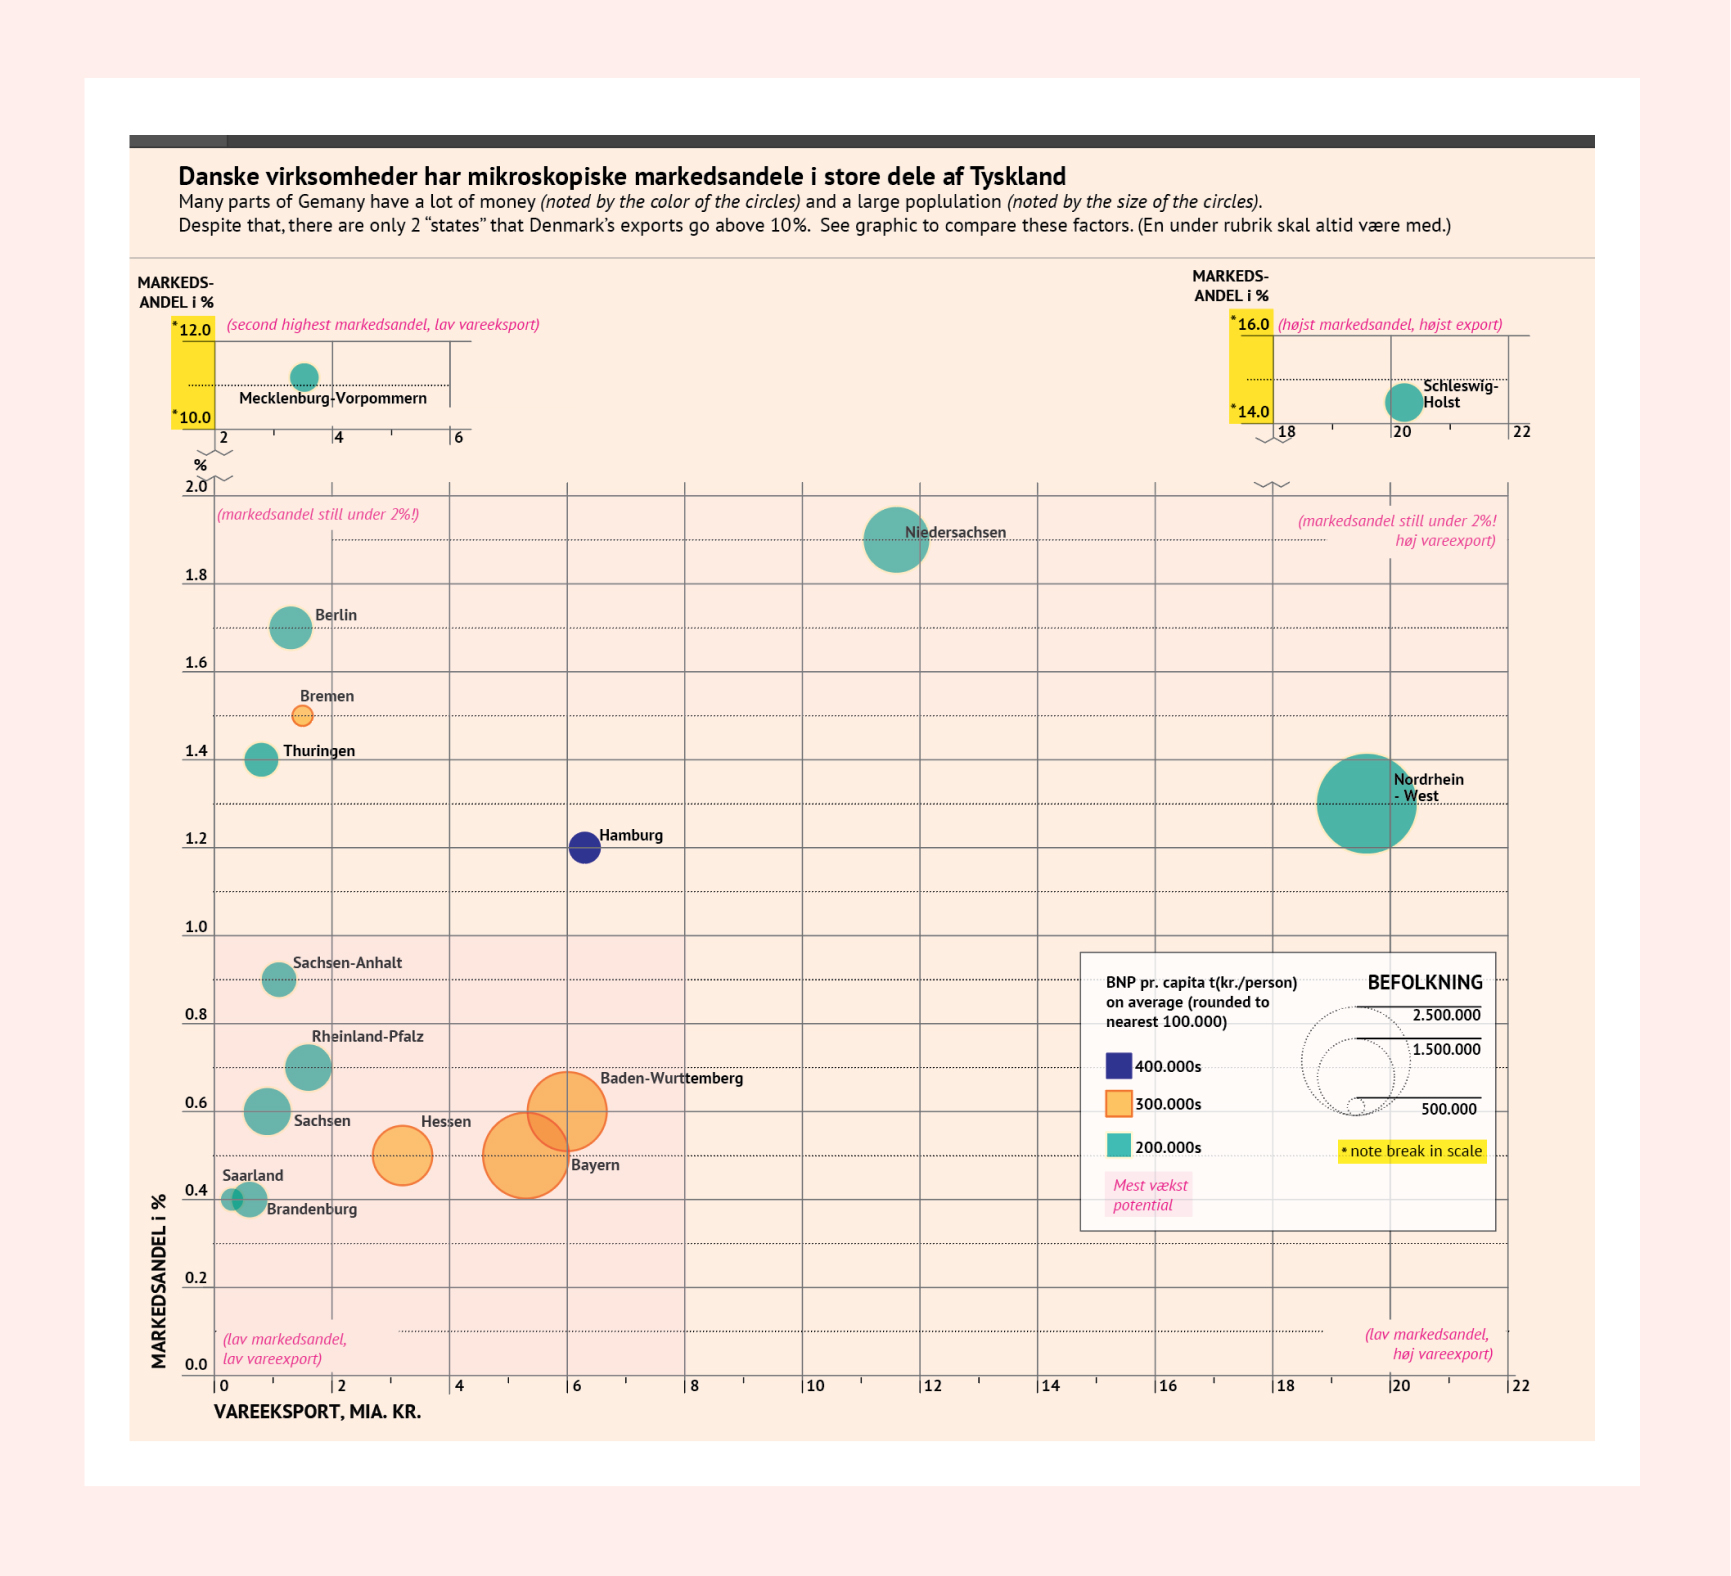 Danske virksomheder har mikroskopiske markedsandele i store dele af Tyskland
Many parts of Gemany have a lot of money (noted by the color of the circles) and a large poplulation (noted by the size of the circles).
Despite that, there are only 2 “states” that Denmark’s exports go above 10%. See graphic to compare these factors. (En under rubrik skal altid være med.)
MARKEDS-
ANDEL i %
*12.0
(second highest markedsandel, lav vareeksport)
Mecklenburg-Vorpommern
*10.0
2
4
6
MARKEDS-
ANDEL i %
*16.0
(højst markedsandel, højst export)
Schleswig-
Holst
*14.0
18
20
22
%
2.0
(markedsandel still under 2%!)
(markedsandel still under 2%!
høj vareexport)
Niedersachsen
1.8
Berlin
1.6
Bremen
1.4
Thuringen
Nordrhein
- West
1.2
Hamburg
1.0
Sachsen-Anhalt
0.8
Rheinland-Pfalz
Baden-Wurttemberg
0.6
Sachsen
Hessen
Bayern
Saarland
0.4
Brandenburg
0.2
(lav markedsandel,
lav vareexport)
(lav markedsandel,
høj vareexport)
0.0
MARKEDSANDEL i %
0
2
4
6
8
10
12
14
16
18
20
22
VAREEKSPORT, MIA. KR.
BNP pr. capita t(kr./person)
on average (rounded to
nearest 100.000)
400.000s
300.000s
200.000s
Mest vækst
potential
BEFOLKNING
2.500.000
1.500.000
500.000
* note break in scale